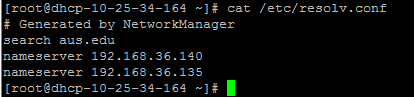 [root@dhcp-10-25-34-164 ~]# cat /etc/resolv.conf
# Generated by NetworkManager
search aus.edu
nameserver 192.168.36.140
nameserver 192.168.36.135
[root@dhcp-10-25-34-164 ~]#